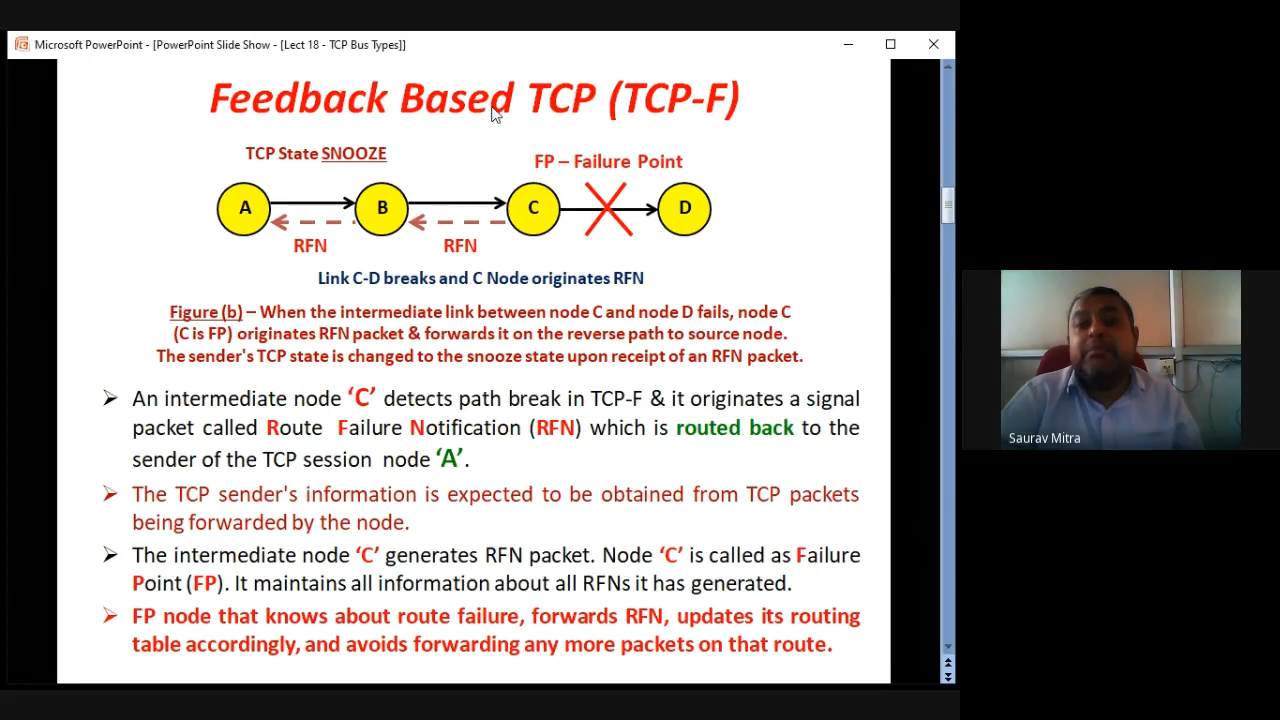 Microsoft PowerPoint - [PowerPoint Slide Show - [Lect 18 - TCP Bus Types]]
Feedback Based TCP (TCP-F)
TCP State SNOOZE
FP – Failure Point
A
B
C
D
RFN
RFN
Link C-D breaks and C Node originates RFN
Figure (b) – When the intermediate link between node C and node D fails, node C
(C is FP) originates RFN packet & forwards it on the reverse path to source node.
The sender's TCP state is changed to the snooze state upon receipt of an RFN packet.
➢ An intermediate node ‘C’ detects path break in TCP-F & it originates a signal
packet called Route Failure Notification (RFN) which is routed back to the
sender of the TCP session node ‘A’.
➢ The TCP sender's information is expected to be obtained from TCP packets
being forwarded by the node.
➢ The intermediate node ‘C’ generates RFN packet. Node ‘C’ is called as Failure
Point (FP). It maintains all information about all RFNs it has generated.
➢ FP node that knows about route failure, forwards RFN, updates its routing
table accordingly, and avoids forwarding any more packets on that route.
Saurav Mitra